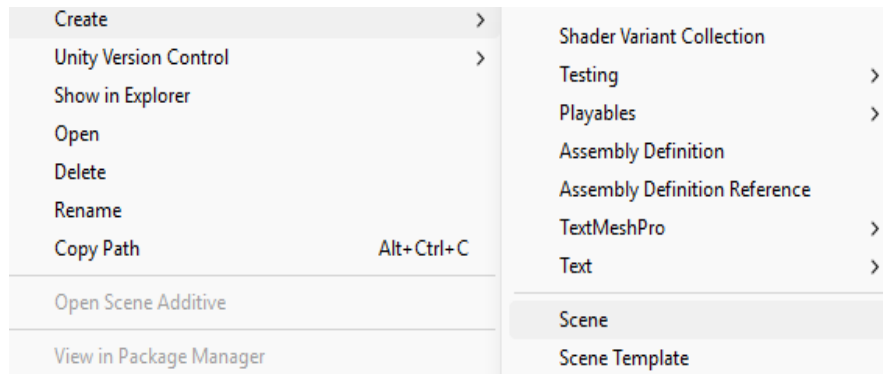 Create
Unity Version Control
Show in Explorer
Open
Delete
Rename
Copy Path Alt+Ctrl+C
Open Scene Additive
View in Package Manager
Shader Variant Collection
Testing
Playables
Assembly Definition
Assembly Definition Reference
TextMeshPro
Text
Scene
Scene Template